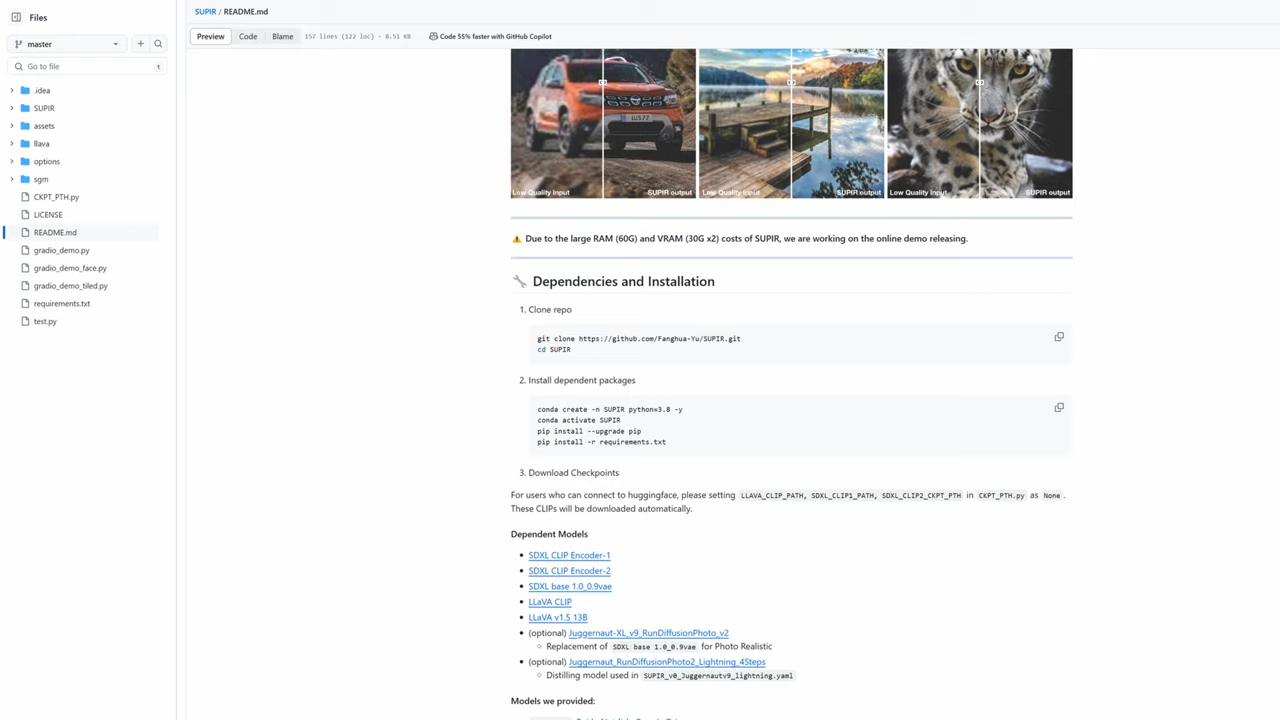 Files
SUPIR / README.md
master
Preview Code Blame 157 lines (122 loc) · 8.51 KB Code 55% faster with GitHub Copilot
Go to file t
.idea
SUPIR
assets
llava
options
sgm
CKPT_PTH.py
LICENSE
README.md
gradio_demo.py
gradio_demo_face.py
gradio_demo_tiled.py
requirements.txt
test.py
LU577
Low Quality Input SUPIR output Low Quality Input SUPIR output Low Quality Input SUPIR output
⚠️ Due to the large RAM (60G) and VRAM (30G x2) costs of SUPIR, we are working on the online demo releasing.
🔧 Dependencies and Installation
1. Clone repo
git clone https://github.com/Fanghua-Yu/SUPIR.git
cd SUPIR
2. Install dependent packages
conda create -n SUPIR python=3.8 -y
conda activate SUPIR
pip install --upgrade pip
pip install -r requirements.txt
3. Download Checkpoints
For users who can connect to huggingface, please setting LLAVA_CLIP_PATH, SDXL_CLIP1_PATH, SDXL_CLIP2_CKPT_PTH in CKPT_PTH.py as None.
These CLIPs will be downloaded automatically.
Dependent Models
• SDXL CLIP Encoder-1
• SDXL CLIP Encoder-2
• SDXL base 1.0_0.9vae
• LLaVA CLIP
• LLaVA v1.5 13B
• (optional) Juggernaut-XL_v9_RunDiffusionPhoto_v2
○ Replacement of SDXL base 1.0_0.9vae for Photo Realistic
• (optional) Juggernaut_RunDiffusionPhoto2_Lightning_4Steps
○ Distilling model used in SUPIR_v0_Juggernautv9_lightning.yaml
Models we provided: